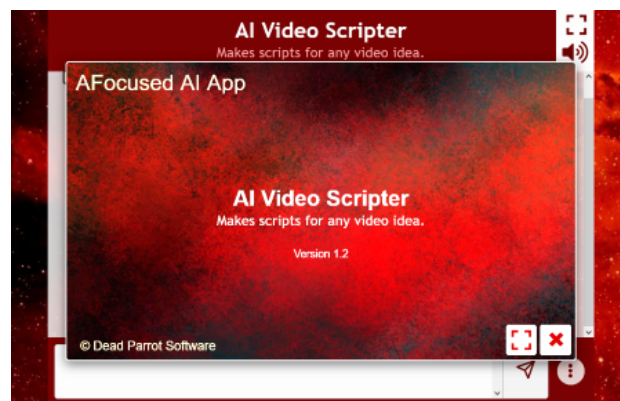 AI Video Scripter
Makes scripts for any video idea.
AFocused AI App
AI Video Scripter
Makes scripts for any video idea.
Version 1.2
© Dead Parrot Software